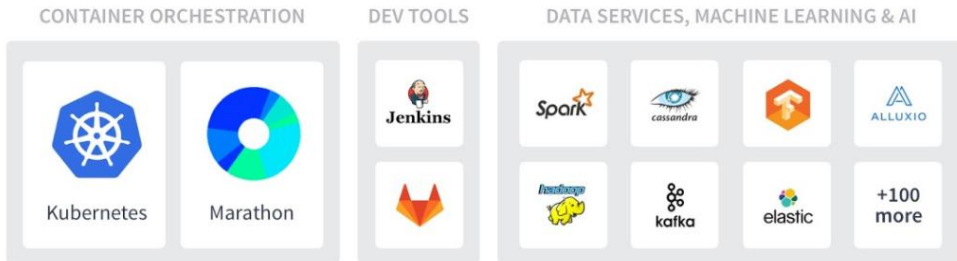 CONTAINER ORCHESTRATION
DEV TOOLS
DATA SERVICES, MACHINE LEARNING & AI
Kubernetes
Marathon
Jenkins
Spark
cassandra
ALLUXIO
hadoop
kafka
elastic
+100
more